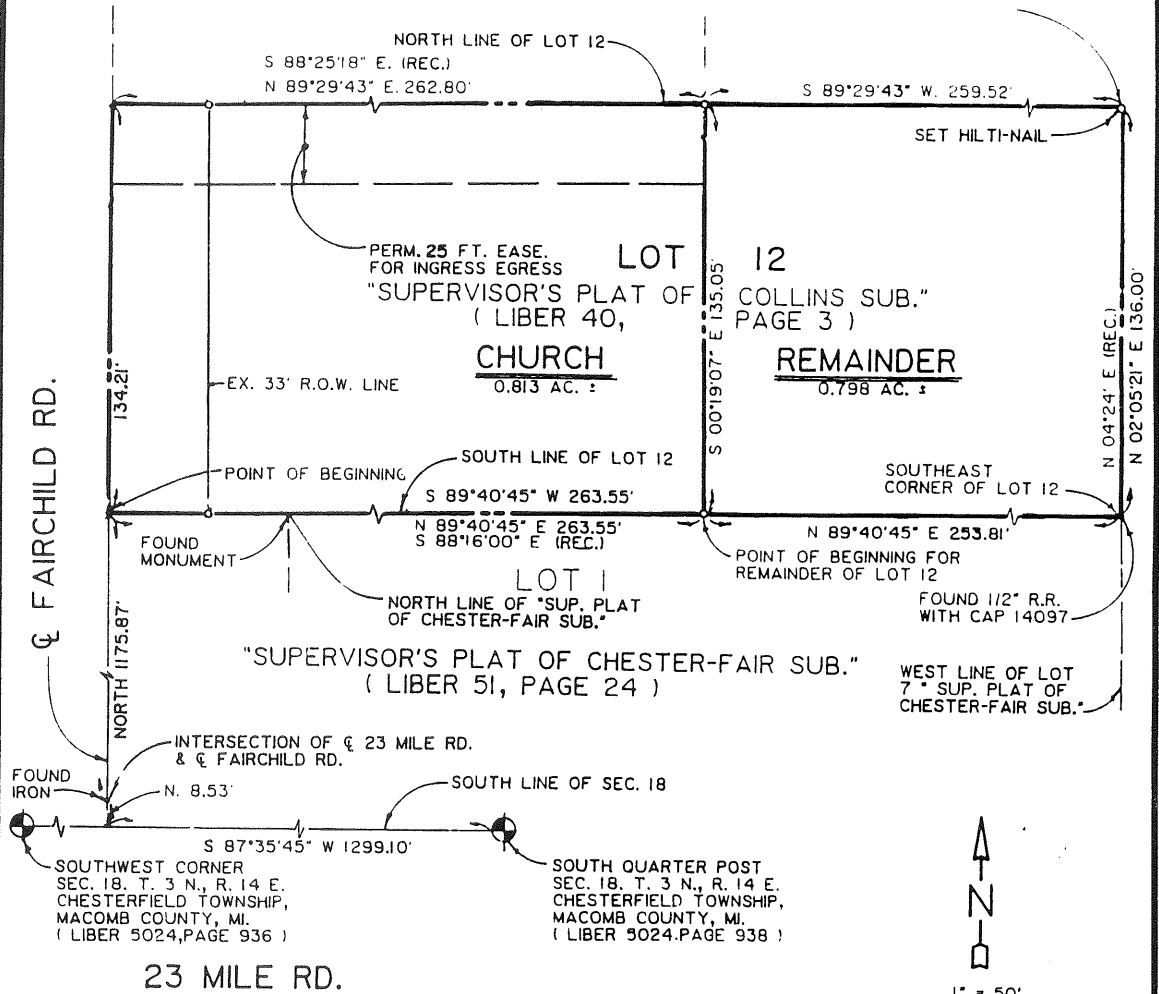 NORTH LINE OF LOT 12
S 88°25'18" E. (REC.)
N 89°29'43" E. 262.80'
S 89°29'43" W. 259.52'
SET HILTI-NAIL
PERM. 25 FT. EASE.
FOR INGRESS EGRESS
LOT 12
"SUPERVISOR'S PLAT OF COLLINS SUB."
( LIBER 40, PAGE 3 )
CHURCH
0.813 AC. ±
REMAINDER
0.798 AC. ±
134.21'
EX. 33' R.O.W. LINE
S 00°19'07" E 135.05'
N 04°24' E (REC.)
N 02°05'21" E 136.00'
℄ FAIRCHILD RD.
POINT OF BEGINNING
SOUTH LINE OF LOT 12
S 89°40'45" W 263.55'
N 89°40'45" E 263.55'
S 88°16'00" E (REC.)
SOUTHEAST
CORNER OF LOT 12
N 89°40'45" E 253.81'
FOUND
MONUMENT
POINT OF BEGINNING FOR
REMAINDER OF LOT 12
LOT 1
NORTH LINE OF "SUP. PLAT
OF CHESTER-FAIR SUB."
FOUND 1/2" R.R.
WITH CAP 14097
"SUPERVISOR'S PLAT OF CHESTER-FAIR SUB."
( LIBER 51, PAGE 24 )
WEST LINE OF LOT
7 " SUP. PLAT OF
CHESTER-FAIR SUB."
NORTH 1175.87'
INTERSECTION OF ℄ 23 MILE RD.
& ℄ FAIRCHILD RD.
FOUND
IRON
N. 8.53'
SOUTH LINE OF SEC. 18
S 87°35'45" W 1299.10'
SOUTHWEST CORNER
SEC. 18. T. 3 N., R. 14 E.
CHESTERFIELD TOWNSHIP,
MACOMB COUNTY, MI.
( LIBER 5024,PAGE 936 )
SOUTH QUARTER POST
SEC. 18. T. 3 N., R. 14 E.
CHESTERFIELD TOWNSHIP,
MACOMB COUNTY, MI.
( LIBER 5024.PAGE 938 )
23 MILE RD.
N
1" = 50'